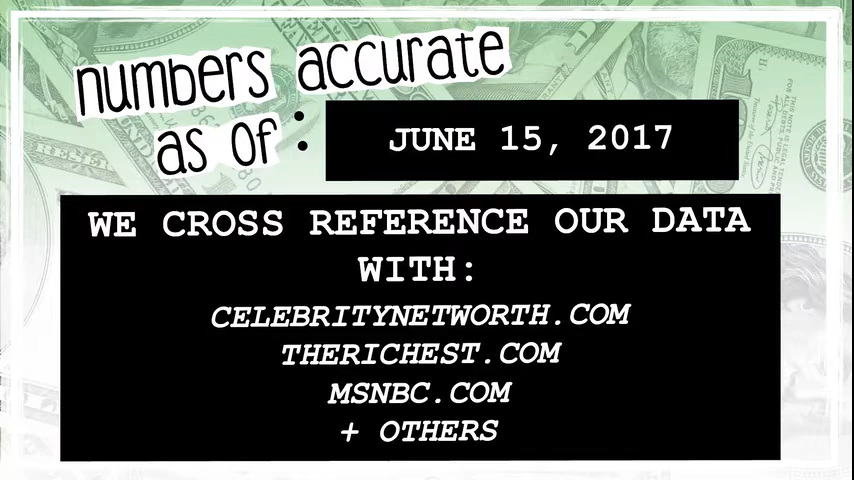 numbers accurate
as of: JUNE 15, 2017
WE CROSS REFERENCE OUR DATA
WITH:
CELEBRITYNETWORTH.COM
THERICHEST.COM
MSNBC.COM
+ OTHERS